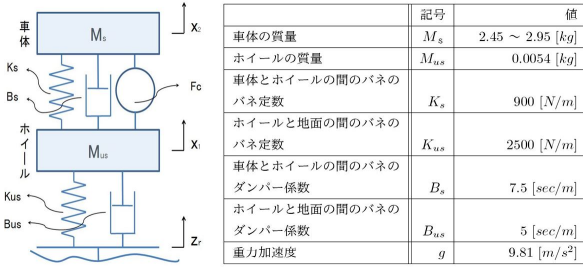 車体
Ms
X2
Ks
Bs
Fc
ホイール
Mus
X1
Kus
Bus
Zr
記号 値
車体の質量 Ms 2.45 ~ 2.95 [kg]
ホイールの質量 Mus 0.0054 [kg]
車体とホイールの間のバネの
バネ定数 Ks 900 [N/m]
ホイールと地面の間のバネの
バネ定数 Kus 2500 [N/m]
車体とホイールの間のバネの
ダンパー係数 Bs 7.5 [sec/m]
ホイールと地面の間のバネの
ダンパー係数 Bus 5 [sec/m]
重力加速度 g 9.81 [m/s²]